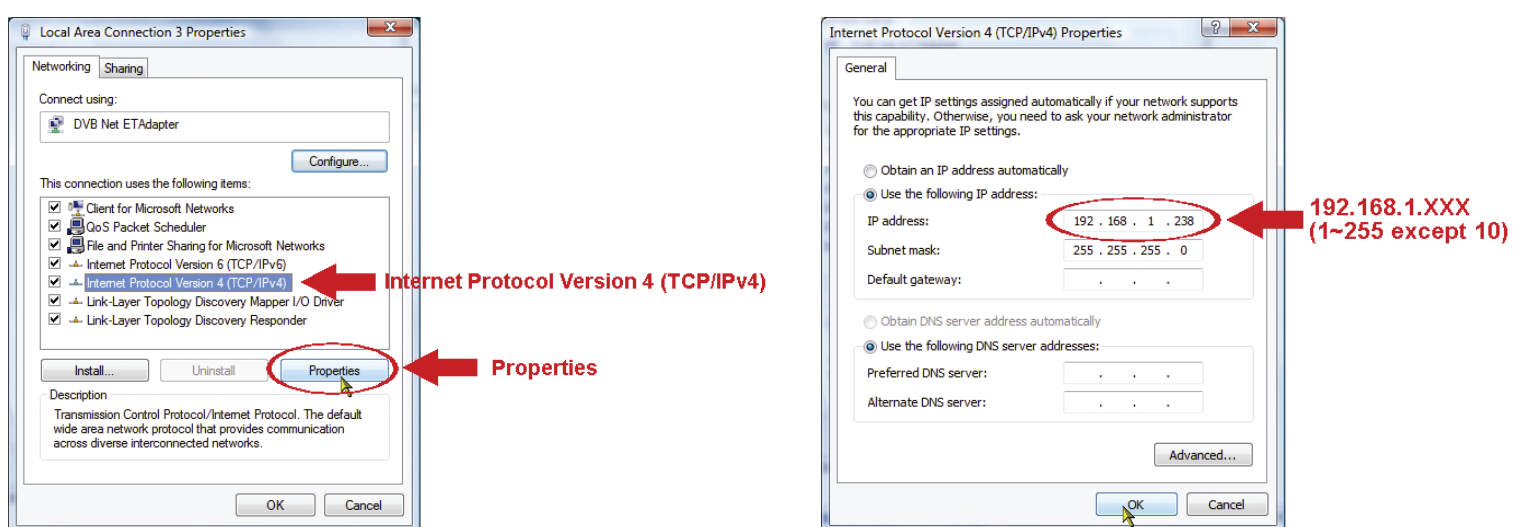 Local Area Connection 3 Properties
Networking
Sharing
Connect using:
DVB Net ETAdapter
Configure...
This connection uses the following items:
Client for Microsoft Networks
QoS Packet Scheduler
File and Printer Sharing for Microsoft Networks
Internet Protocol Version 6 (TCP/IPv6)
Internet Protocol Version 4 (TCP/IPv4)
Link-Layer Topology Discovery Mapper I/O Driver
Link-Layer Topology Discovery Responder
Internet Protocol Version 4 (TCP/IPv4)
Install...
Uninstall
Properties
Properties
Description
Transmission Control Protocol/Internet Protocol. The default
wide area network protocol that provides communication
across diverse interconnected networks.
OK
Cancel
Internet Protocol Version 4 (TCP/IPv4) Properties
General
You can get IP settings assigned automatically if your network supports
this capability. Otherwise, you need to ask your network administrator
for the appropriate IP settings.
Obtain an IP address automatically
Use the following IP address:
IP address:
192 . 168 . 1 . 238
192.168.1.XXX
(1~255 except 10)
Subnet mask:
255 . 255 . 255 . 0
Default gateway:
. . .
Obtain DNS server address automatically
Use the following DNS server addresses:
Preferred DNS server:
. . .
Alternate DNS server:
. . .
Advanced...
OK
Cancel